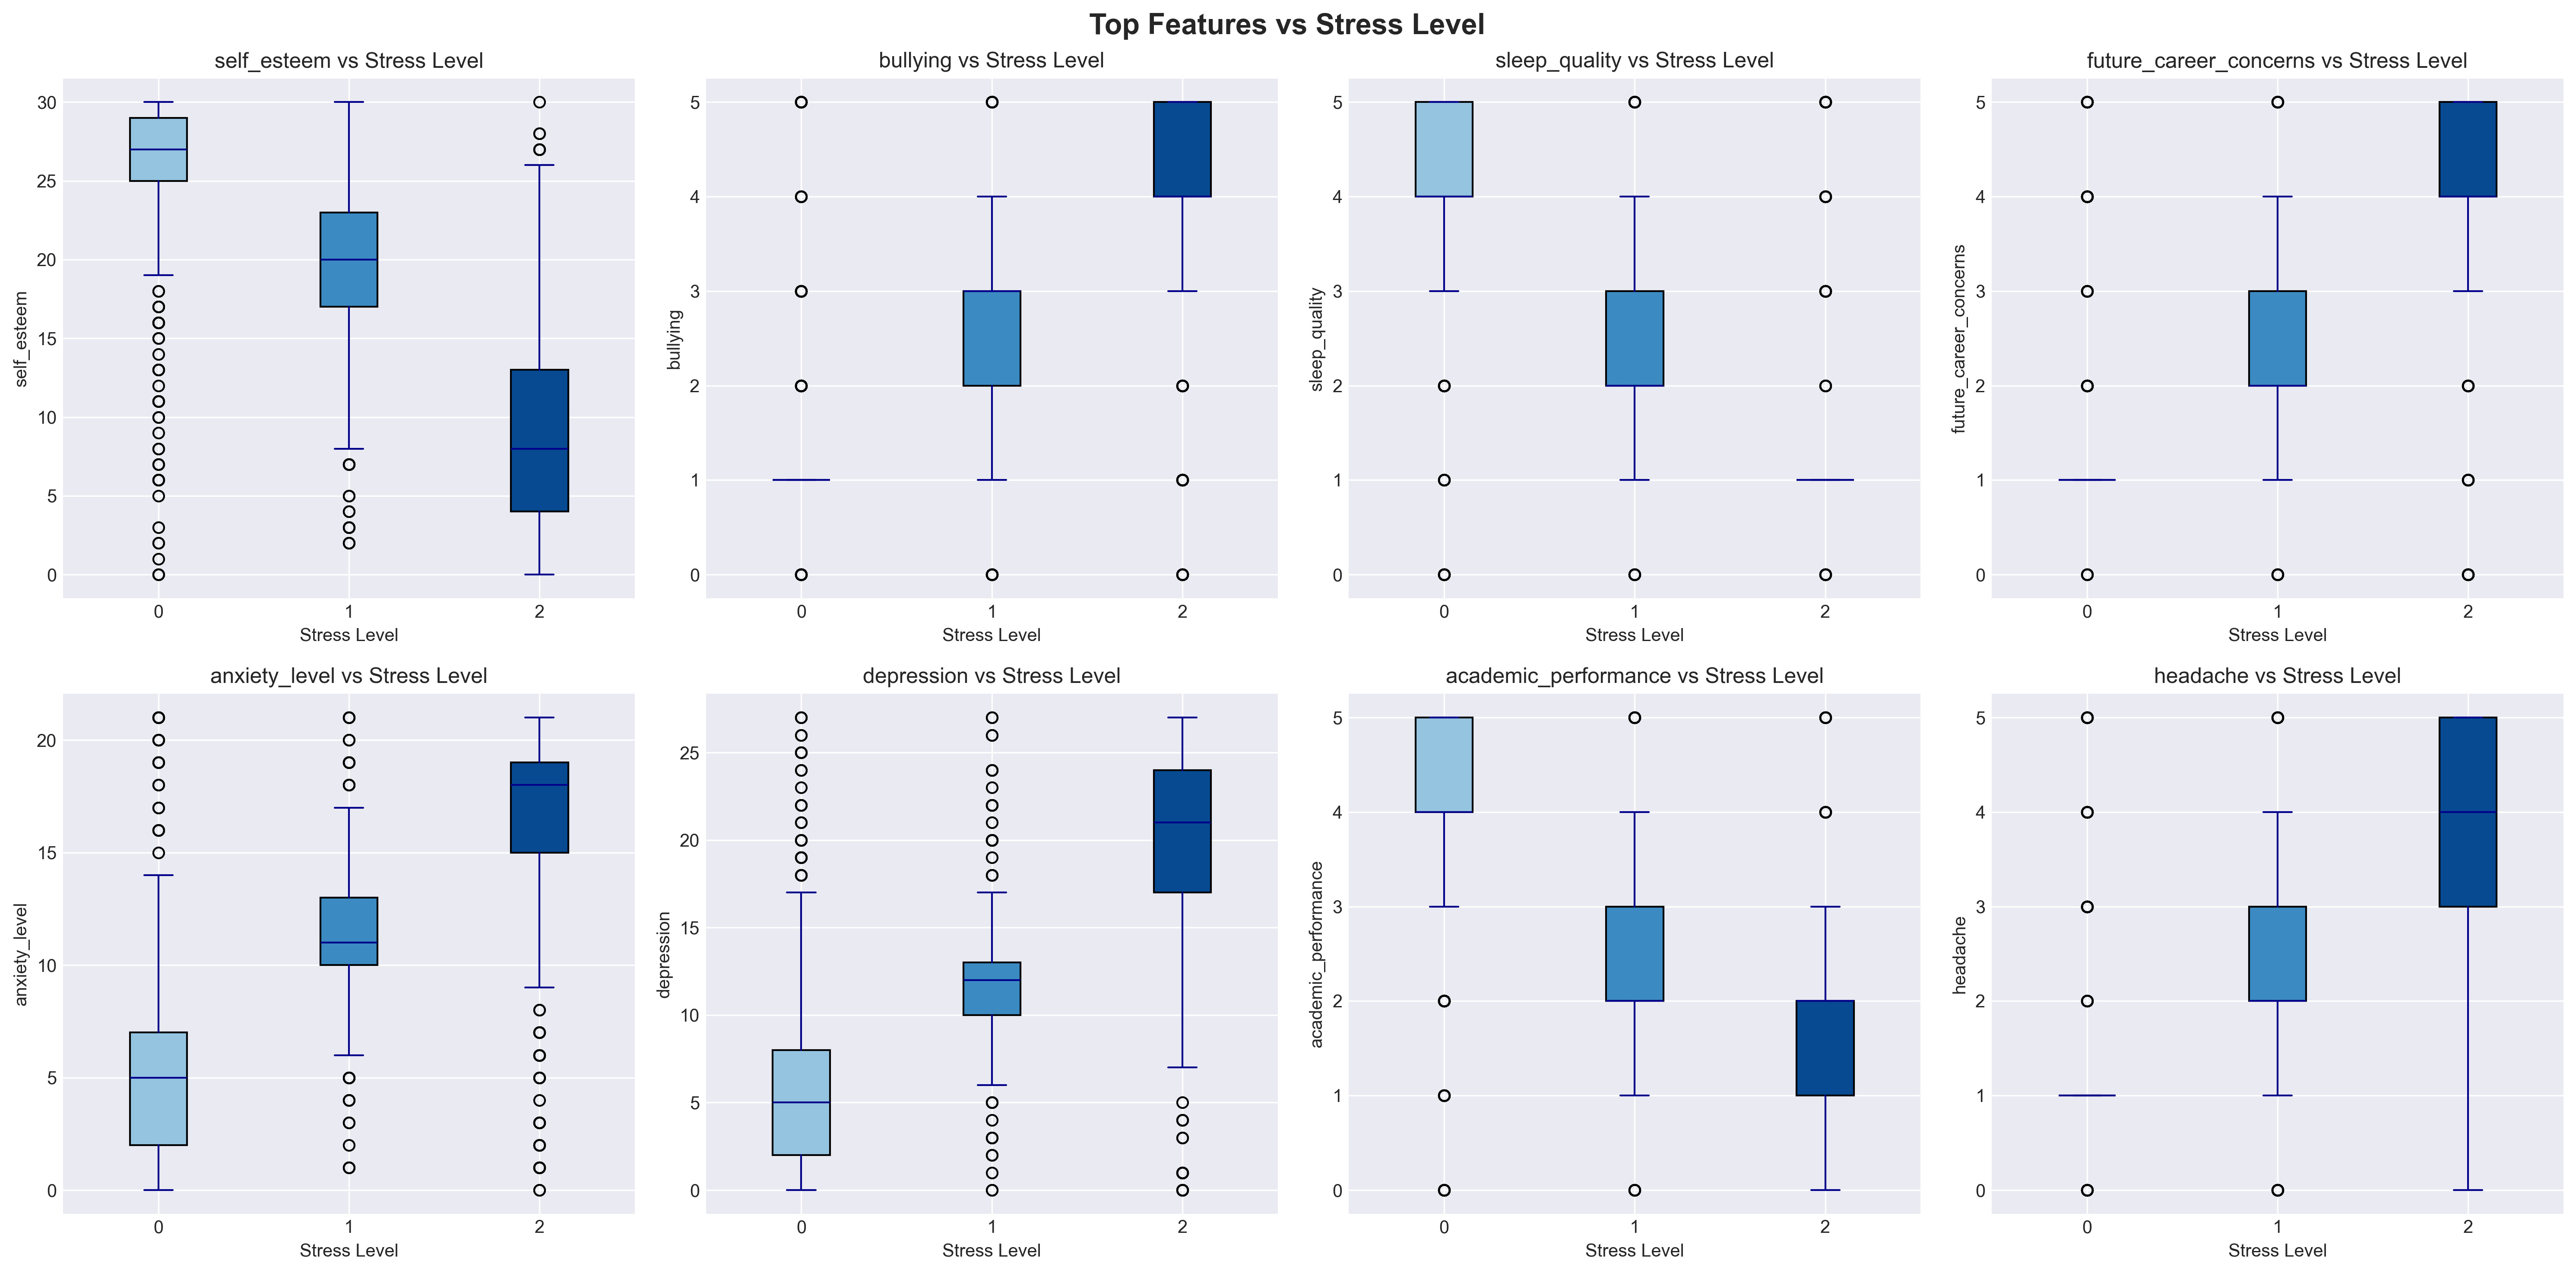 Top Features vs Stress Level
self_esteem vs Stress Level
30
25
20
15
10
5
0
self_esteem
0 1 2
Stress Level
bullying vs Stress Level
5
4
3
2
1
0
bullying
0 1 2
Stress Level
sleep_quality vs Stress Level
5
4
3
2
1
0
sleep_quality
0 1 2
Stress Level
future_career_concerns vs Stress Level
5
4
3
2
1
0
future_career_concerns
0 1 2
Stress Level
anxiety_level vs Stress Level
20
15
10
5
0
anxiety_level
0 1 2
Stress Level
depression vs Stress Level
25
20
15
10
5
0
depression
0 1 2
Stress Level
academic_performance vs Stress Level
5
4
3
2
1
0
academic_performance
0 1 2
Stress Level
headache vs Stress Level
5
4
3
2
1
0
headache
0 1 2
Stress Level